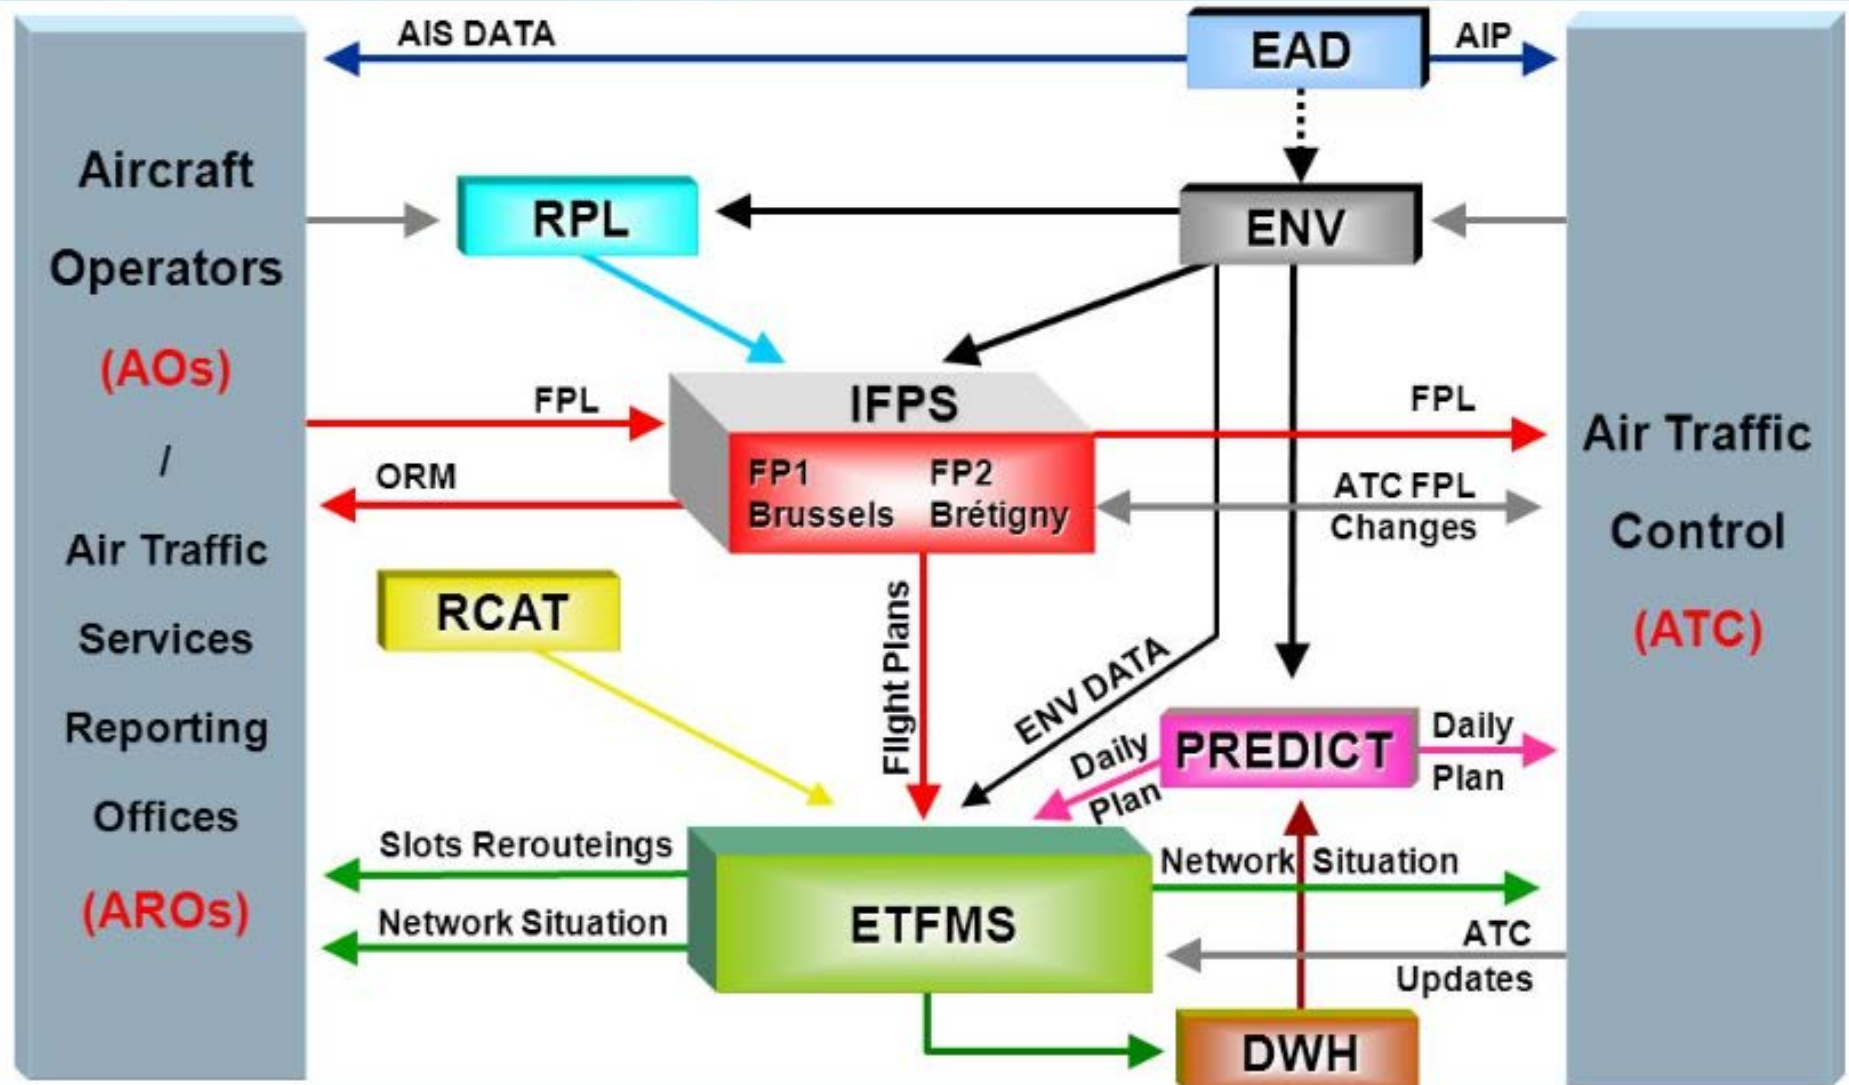 AIS DATA
EAD
AIP
Aircraft
Operators
(AOs)
/
Air Traffic
Services
Reporting
Offices
(AROs)
RPL
ENV
FPL
ORM
IFPS
FP1
Brussels
FP2
Brétigny
FPL
ATC FPL
Changes
Air Traffic
Control
(ATC)
RCAT
Flight Plans
ENV DATA
Daily
Plan
PREDICT
Daily
Plan
Slots Rerouteings
Network Situation
ETFMS
Network Situation
ATC
Updates
DWH